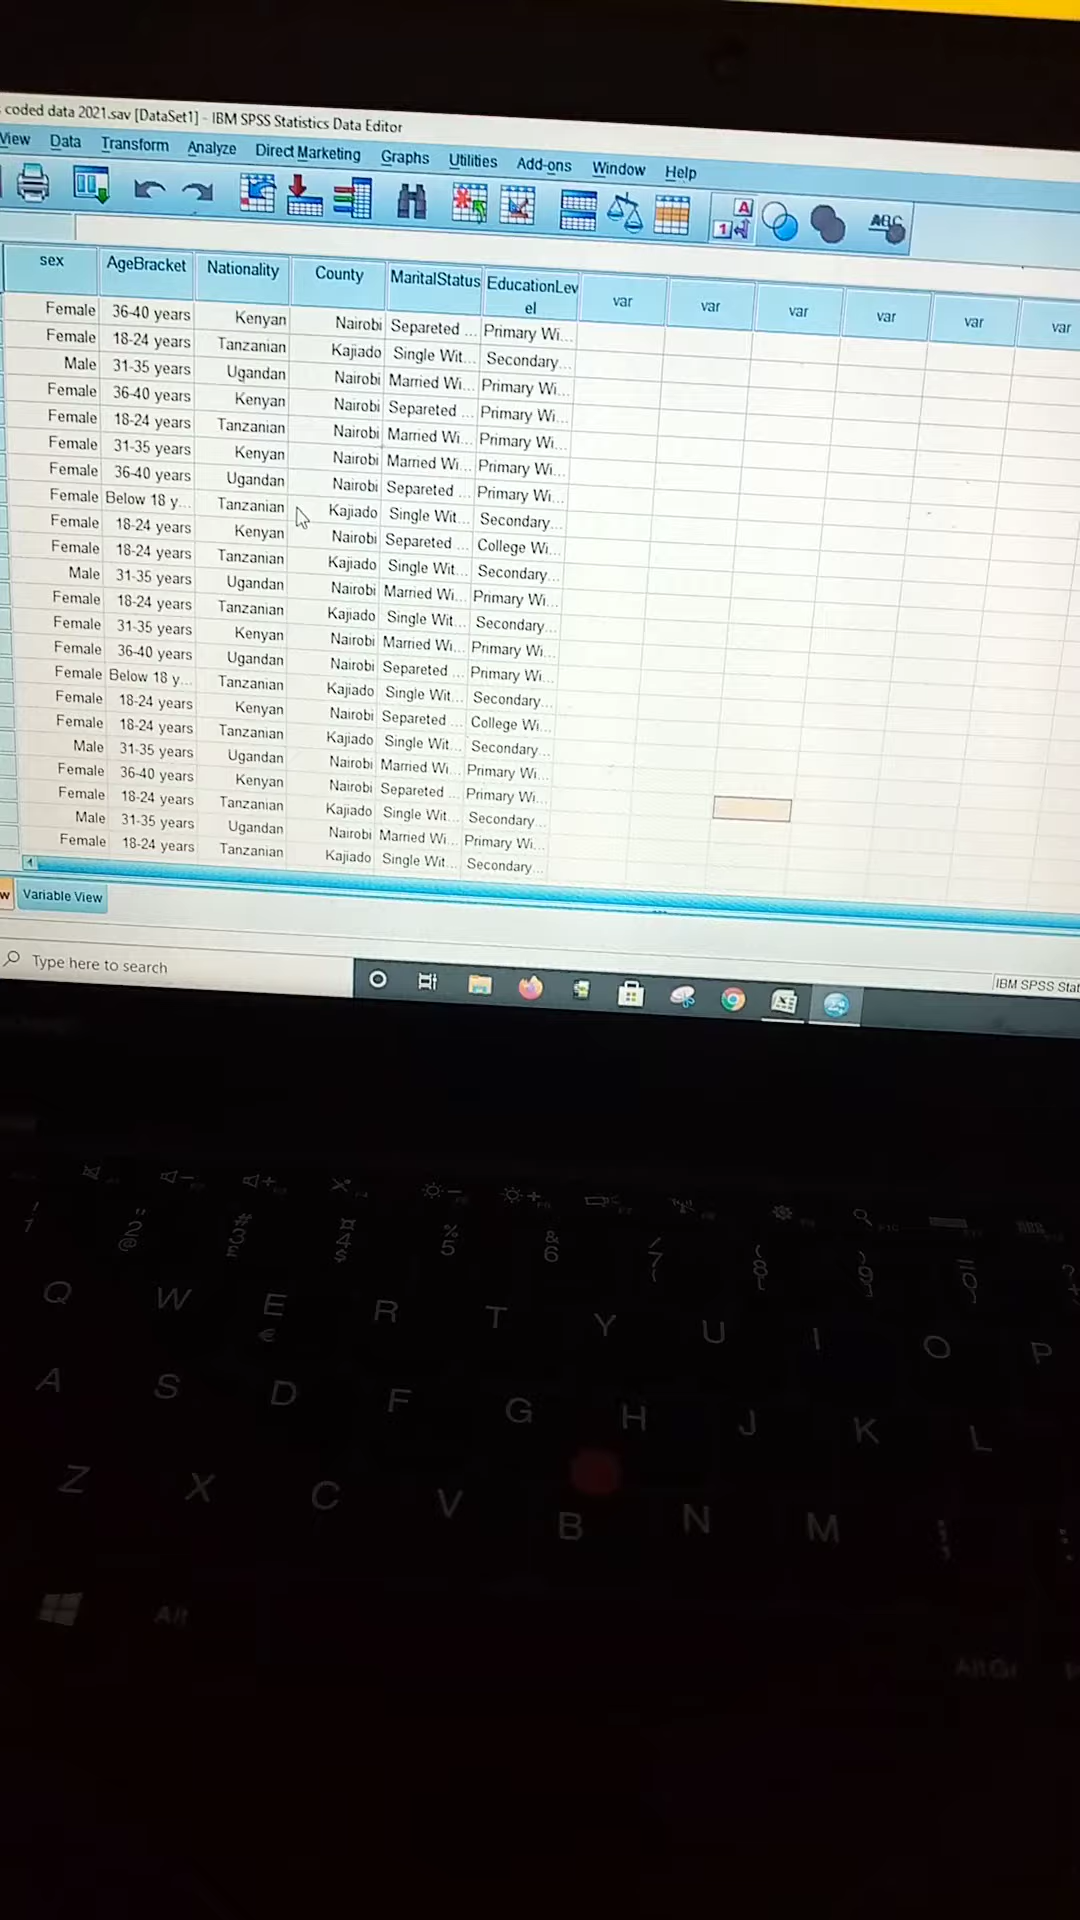 coded data 2021.sav [DataSet1] - IBM SPSS Statistics Data Editor
View Data Transform Analyze Direct Marketing Graphs Utilities Add-ons Window Help
sex AgeBracket Nationality County MaritalStatus EducationLevel var var var var var var
Female 36-40 years Kenyan Nairobi Separeted ... Primary Wi...
Female 18-24 years Tanzanian Kajiado Single Wit... Secondary...
Male 31-35 years Ugandan Nairobi Married Wi... Primary Wi...
Female 36-40 years Kenyan Nairobi Separeted ... Primary Wi...
Female 18-24 years Tanzanian Nairobi Married Wi... Primary Wi...
Female 31-35 years Kenyan Nairobi Married Wi... Primary Wi...
Female 36-40 years Ugandan Nairobi Separeted ... Primary Wi...
Female Below 18 y... Tanzanian Kajiado Single Wit... Secondary...
Female 18-24 years Kenyan Nairobi Separeted ... College Wi...
Female 18-24 years Tanzanian Kajiado Single Wit... Secondary...
Male 31-35 years Ugandan Nairobi Married Wi... Primary Wi...
Female 18-24 years Tanzanian Kajiado Single Wit... Secondary...
Female 31-35 years Kenyan Nairobi Married Wi... Primary Wi...
Female 36-40 years Ugandan Nairobi Separeted ... Primary Wi...
Female Below 18 y... Tanzanian Kajiado Single Wit... Secondary...
Female 18-24 years Kenyan Nairobi Separeted ... College Wi...
Female 18-24 years Tanzanian Kajiado Single Wit... Secondary...
Male 31-35 years Ugandan Nairobi Married Wi... Primary Wi...
Female 36-40 years Kenyan Nairobi Separeted ... Primary Wi...
Female 18-24 years Tanzanian Kajiado Single Wit... Secondary...
Male 31-35 years Ugandan Nairobi Married Wi... Primary Wi...
Female 18-24 years Tanzanian Kajiado Single Wit... Secondary...
w Variable View
IBM SPSS Stat
Type here to search
! 1 " 2 @ # 3 £ ¤ 4 $ % 5 & 6 / 7 { ( 8 [ ) 9 ] = 0 } ?
Q W E € R T Y U I O P
A S D F G H J K L
Z X C V B N M
Alt
Alt Gr